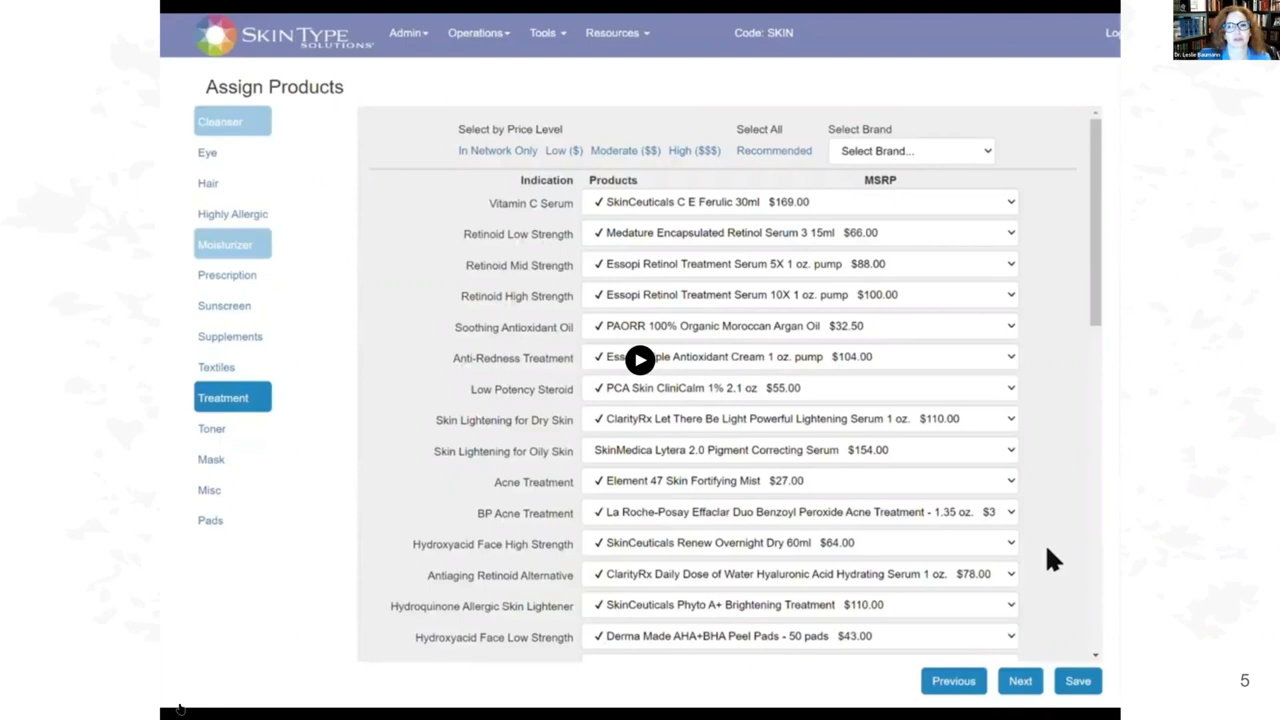 SKIN TYPE SOLUTIONS®
Admin Operations Tools Resources Code: SKIN
Dr. Leslie Baumann
Assign Products
Cleanser
Eye
Hair
Highly Allergic
Moisturizer
Prescription
Sunscreen
Supplements
Textiles
Treatment
Toner
Mask
Misc
Pads
Select by Price Level Select All Select Brand
In Network Only Low ($) Moderate ($$) High ($$$) Recommended Select Brand...
Indication Products MSRP
Vitamin C Serum ✓ SkinCeuticals C E Ferulic 30ml $169.00
Retinoid Low Strength ✓ Medature Encapsulated Retinol Serum 3 15ml $66.00
Retinoid Mid Strength ✓ Essopi Retinol Treatment Serum 5X 1 oz. pump $88.00
Retinoid High Strength ✓ Essopi Retinol Treatment Serum 10X 1 oz. pump $100.00
Soothing Antioxidant Oil ✓ PAORR 100% Organic Moroccan Argan Oil $32.50
Anti-Redness Treatment ✓ Antioxidant Cream 1 oz. pump $104.00
Low Potency Steroid ✓ PCA Skin CliniCalm 1% 2.1 oz $55.00
Skin Lightening for Dry Skin ✓ ClarityRx Let There Be Light Powerful Lightening Serum 1 oz. $110.00
Skin Lightening for Oily Skin SkinMedica Lytera 2.0 Pigment Correcting Serum $154.00
Acne Treatment ✓ Element 47 Skin Fortifying Mist $27.00
BP Acne Treatment ✓ La Roche-Posay Effaclar Duo Benzoyl Peroxide Acne Treatment - 1.35 oz. $3
Hydroxyacid Face High Strength ✓ SkinCeuticals Renew Overnight Dry 60ml $64.00
Antiaging Retinoid Alternative ✓ ClarityRx Daily Dose of Water Hyaluronic Acid Hydrating Serum 1 oz. $78.00
Hydroquinone Allergic Skin Lightener ✓ SkinCeuticals Phyto A+ Brightening Treatment $110.00
Hydroxyacid Face Low Strength ✓ Derma Made AHA+BHA Peel Pads - 50 pads $43.00
Previous Next Save
5